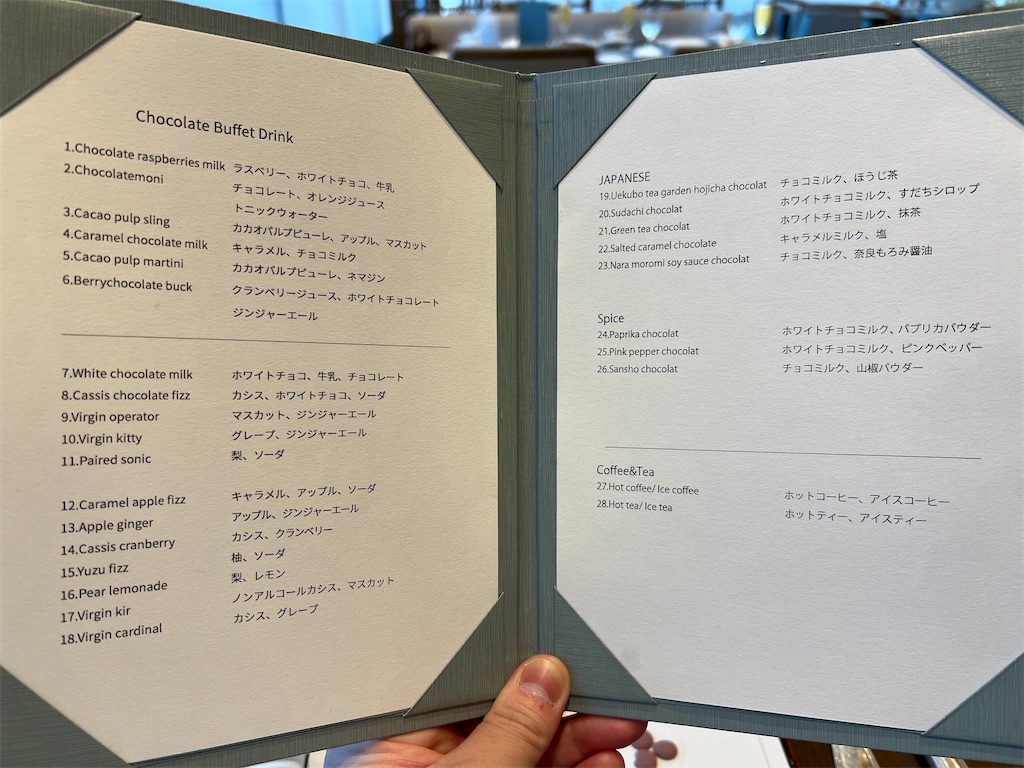 Chocolate Buffet Drink
1.Chocolate raspberries milk ラズベリー、ホワイトチョコ、牛乳
2.Chocolatemoni チョコレート、オレンジジュース
トニックウォーター
3.Cacao pulp sling カカオパルプピューレ、アップル、マスカット
4.Caramel chocolate milk キャラメル、チョコミルク
5.Cacao pulp martini カカオパルプピューレ、ネマジン
6.Berrychocolate buck クランベリージュース、ホワイトチョコレート
ジンジャーエール
7.White chocolate milk ホワイトチョコ、牛乳、チョコレート
8.Cassis chocolate fizz カシス、ホワイトチョコ、ソーダ
9.Virgin operator マスカット、ジンジャーエール
10.Virgin kitty グレープ、ジンジャーエール
11.Paired sonic 梨、ソーダ
12.Caramel apple fizz キャラメル、アップル、ソーダ
13.Apple ginger アップル、ジンジャーエール
14.Cassis cranberry カシス、クランベリー
15.Yuzu fizz 柚、ソーダ
16.Pear lemonade 梨、レモン
17.Virgin kir ノンアルコールカシス、マスカット
18.Virgin cardinal カシス、グレープ
JAPANESE
19.Uekubo tea garden hojicha chocolat チョコミルク、ほうじ茶
20.Sudachi chocolat ホワイトチョコミルク、すだちシロップ
21.Green tea chocolat ホワイトチョコミルク、抹茶
22.Salted caramel chocolate キャラメルミルク、塩
23.Nara moromi soy sauce chocolat チョコミルク、奈良もろみ醤油
Spice
24.Paprika chocolat ホワイトチョコミルク、パプリカパウダー
25.Pink pepper chocolat ホワイトチョコミルク、ピンクペッパー
26.Sansho chocolat チョコミルク、山椒パウダー
Coffee&Tea
27.Hot coffee/ Ice coffee ホットコーヒー、アイスコーヒー
28.Hot tea/ Ice tea ホットティー、アイスティー